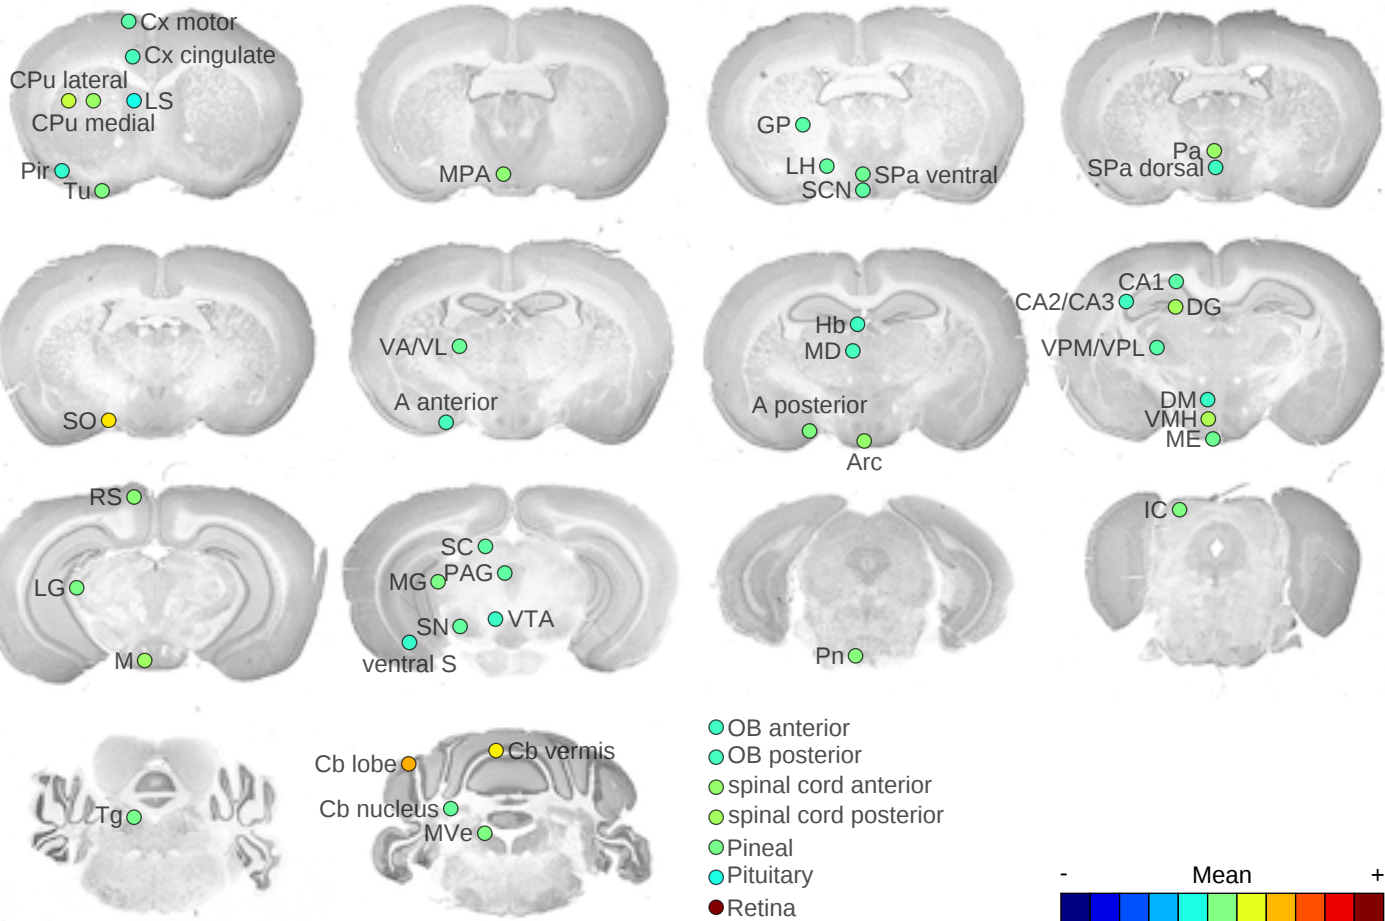 Cx motor
Cx cingulate
CPu lateral
LS
CPu medial
Pir
Tu
MPA
GP
LH
SPa ventral
SCN
Pa
SPa dorsal
SO
VA/VL
A anterior
Hb
MD
A posterior
Arc
CA1
CA2/CA3
DG
VPM/VPL
DM
VMH
ME
RS
LG
M
SC
PAG
MG
SN
VTA
ventral S
Pn
IC
Tg
Cb lobe
Cb vermis
Cb nucleus
MVe
OB anterior
OB posterior
spinal cord anterior
spinal cord posterior
Pineal
Pituitary
Retina
- Mean +